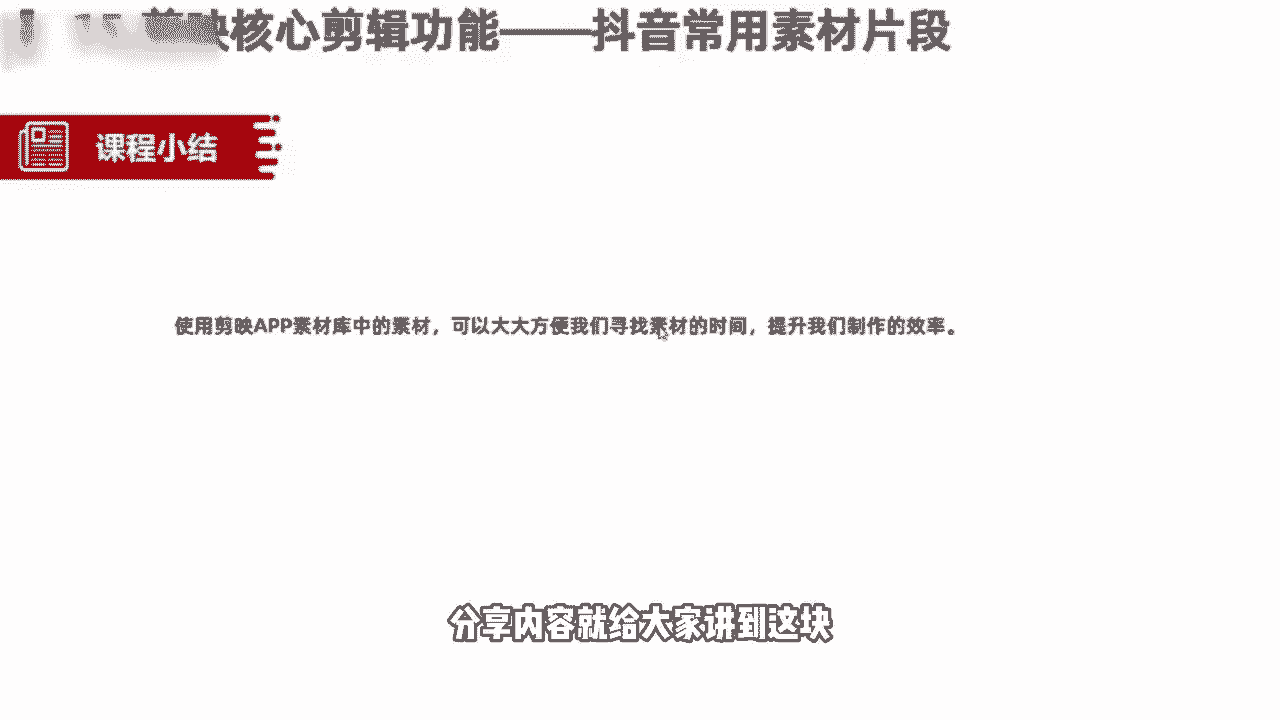 15 剪映核心剪辑功能——抖音常用素材片段
课程小结
使用剪映APP素材库中的素材，可以大大方便我们寻找素材的时间，提升我们制作的效率。
分享内容就给大家讲到这块